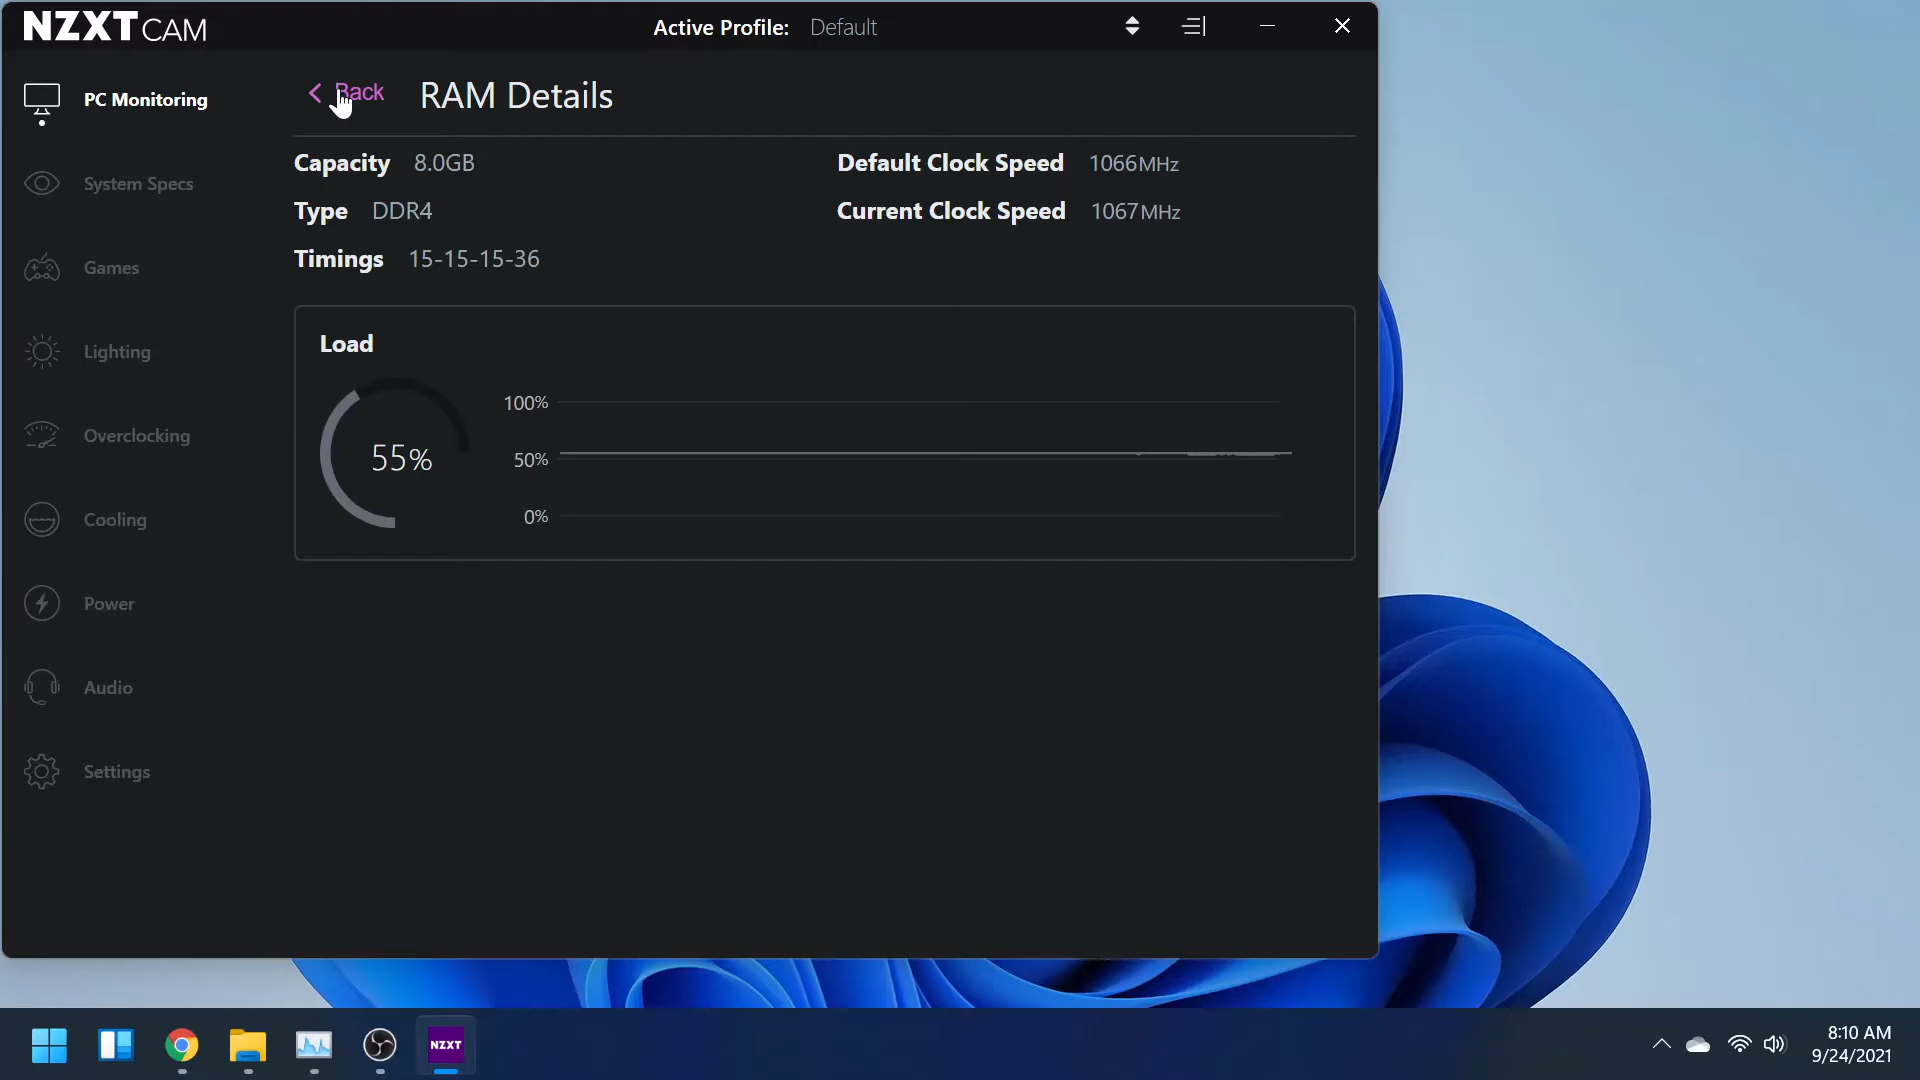 NZXT CAM
Active Profile: Default
PC Monitoring
System Specs
Games
Lighting
Overclocking
Cooling
Power
Audio
Settings
Back
RAM Details
Capacity 8.0GB
Default Clock Speed 1066MHz
Type DDR4
Current Clock Speed 1067MHz
Timings 15-15-15-36
Load
55%
100%
50%
0%
NZXT
8:10 AM
9/24/2021